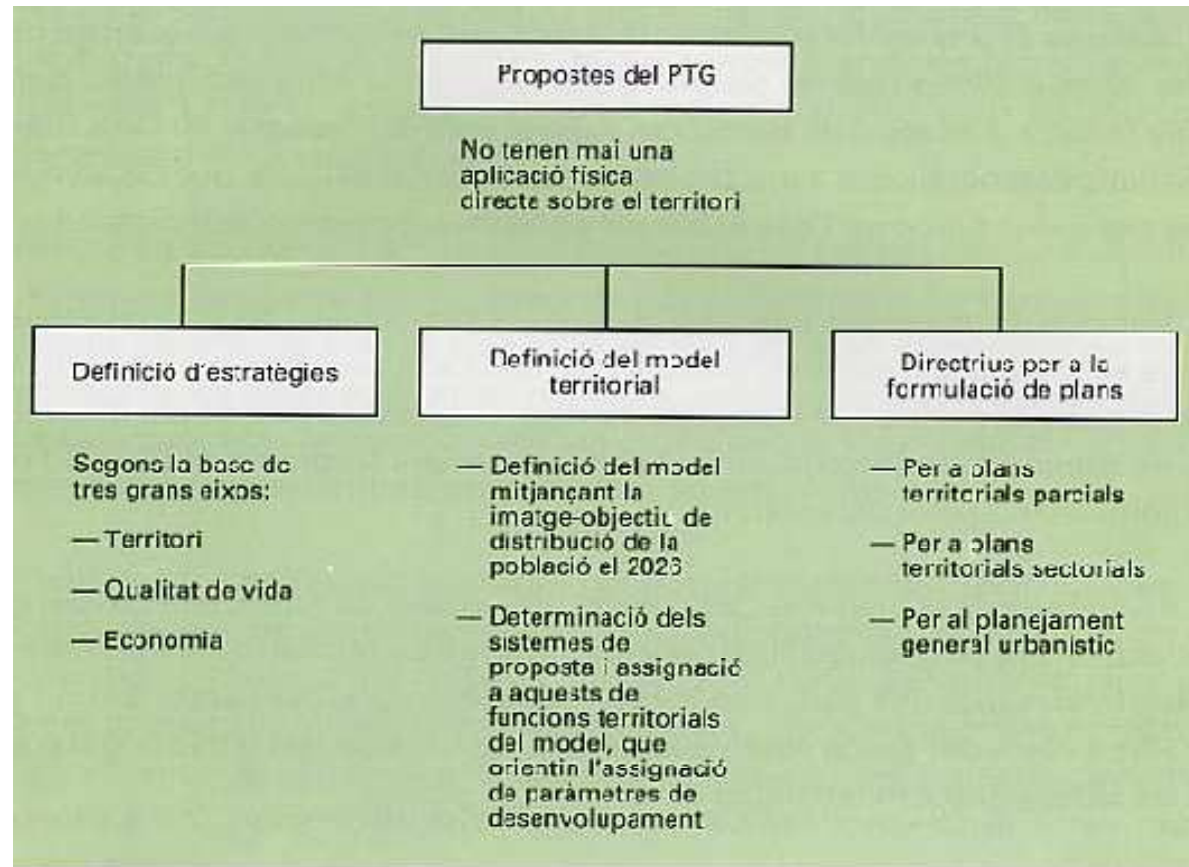 Propostes del PTG
No tenen mai una
aplicació física
directe sobre el territori
Definició d'estratègies
Segons la base de
tres grans eixos:
— Territori
— Qualitat de vida
— Economia
Definició del model
territorial
— Definició del model
mitjançant la
imatge-objectiu de
distribució de la
població el
— Determinació dels
sistemes de
proposta i assignació
a aquests de
funcions territorials
del model, que
orientin l'assignació
de paràmetres de
desenvolupament
Directrius per a la
formulació de plans
— Per a plans
territorials parcials
— Per a plans
territorials sectorials
— Per al planejament
general urbanístic